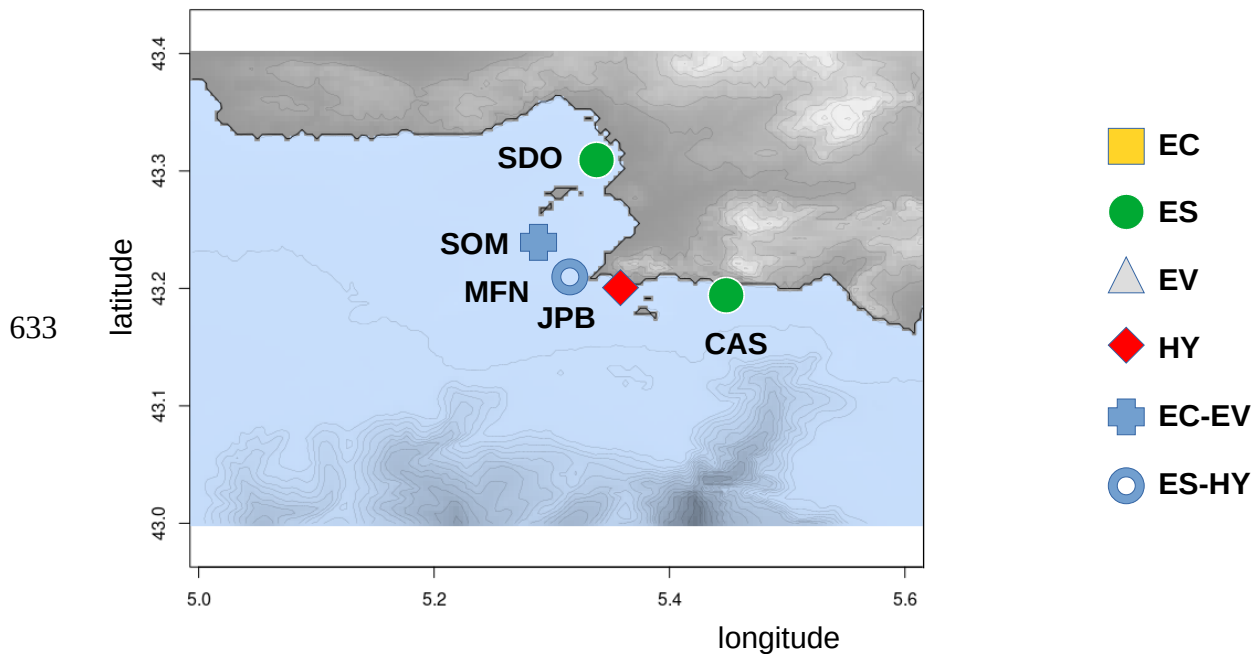 43.4
43.3
43.2
43.1
43.0
latitude
633
SDO
SOM
MFN
JPB
CAS
5.0
5.2
5.4
5.6
longitude
EC
ES
EV
HY
EC-EV
ES-HY